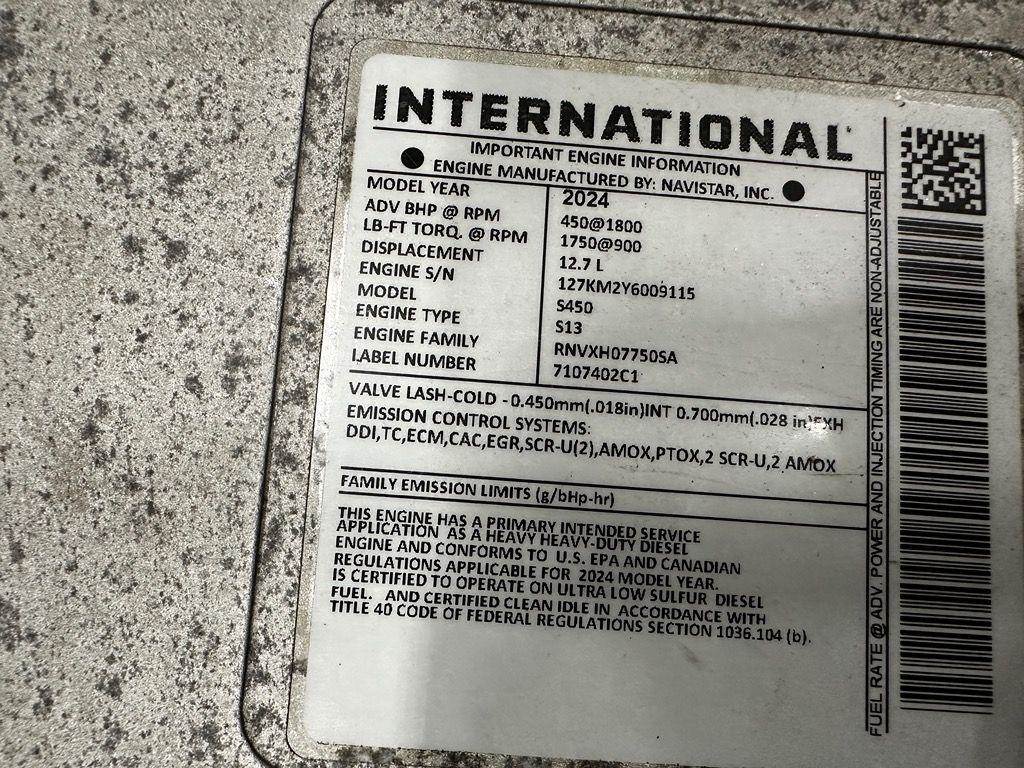 INTERNATIONAL
IMPORTANT ENGINE INFORMATION
ENGINE MANUFACTURED BY: NAVISTAR, INC.
MODEL YEAR 2024
ADV BHP @ RPM 450@1800
LB-FT TORQ. @ RPM 1750@900
DISPLACEMENT 12.7 L
ENGINE S/N 127KM2Y6009115
MODEL S450
ENGINE TYPE S13
ENGINE FAMILY RNVXH07750SA
LABEL NUMBER 7107402C1
VALVE LASH-COLD - 0.450mm(.018in)INT 0.700mm(.028 in)EXH
EMISSION CONTROL SYSTEMS:
DDI,TC,ECM,CAC,EGR,SCR-U(2),AMOX,PTOX,2 SCR-U,2 AMOX
FAMILY EMISSION LIMITS (g/bHp-hr)
THIS ENGINE HAS A PRIMARY INTENDED SERVICE
APPLICATION AS A HEAVY HEAVY-DUTY DIESEL
ENGINE AND CONFORMS TO U.S. EPA AND CANADIAN
REGULATIONS APPLICABLE FOR 2024 MODEL YEAR.
IS CERTIFIED TO OPERATE ON ULTRA LOW SULFUR DIESEL
FUEL. AND CERTIFIED CLEAN IDLE IN ACCORDANCE WITH
TITLE 40 CODE OF FEDERAL REGULATIONS SECTION 1036.104 (b).
FUEL RATE @ ADV. POWER AND INJECTION TIMING ARE NON-ADJUSTABLE